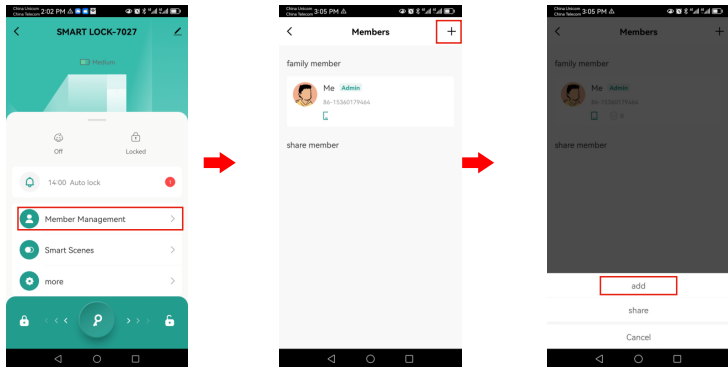 China Unicom
China Telecom 2:02 PM
SMART LOCK-7027
Medium
Off
Locked
14:00 Auto lock
1
Member Management
Smart Scenes
more
China Unicom
China Telecom 3:05 PM
Members
family member
Me Admin
86-15360179464
share member
China Unicom
China Telecom 3:05 PM
Members
family member
Me Admin
86-15360179464
0
share member
add
share
Cancel